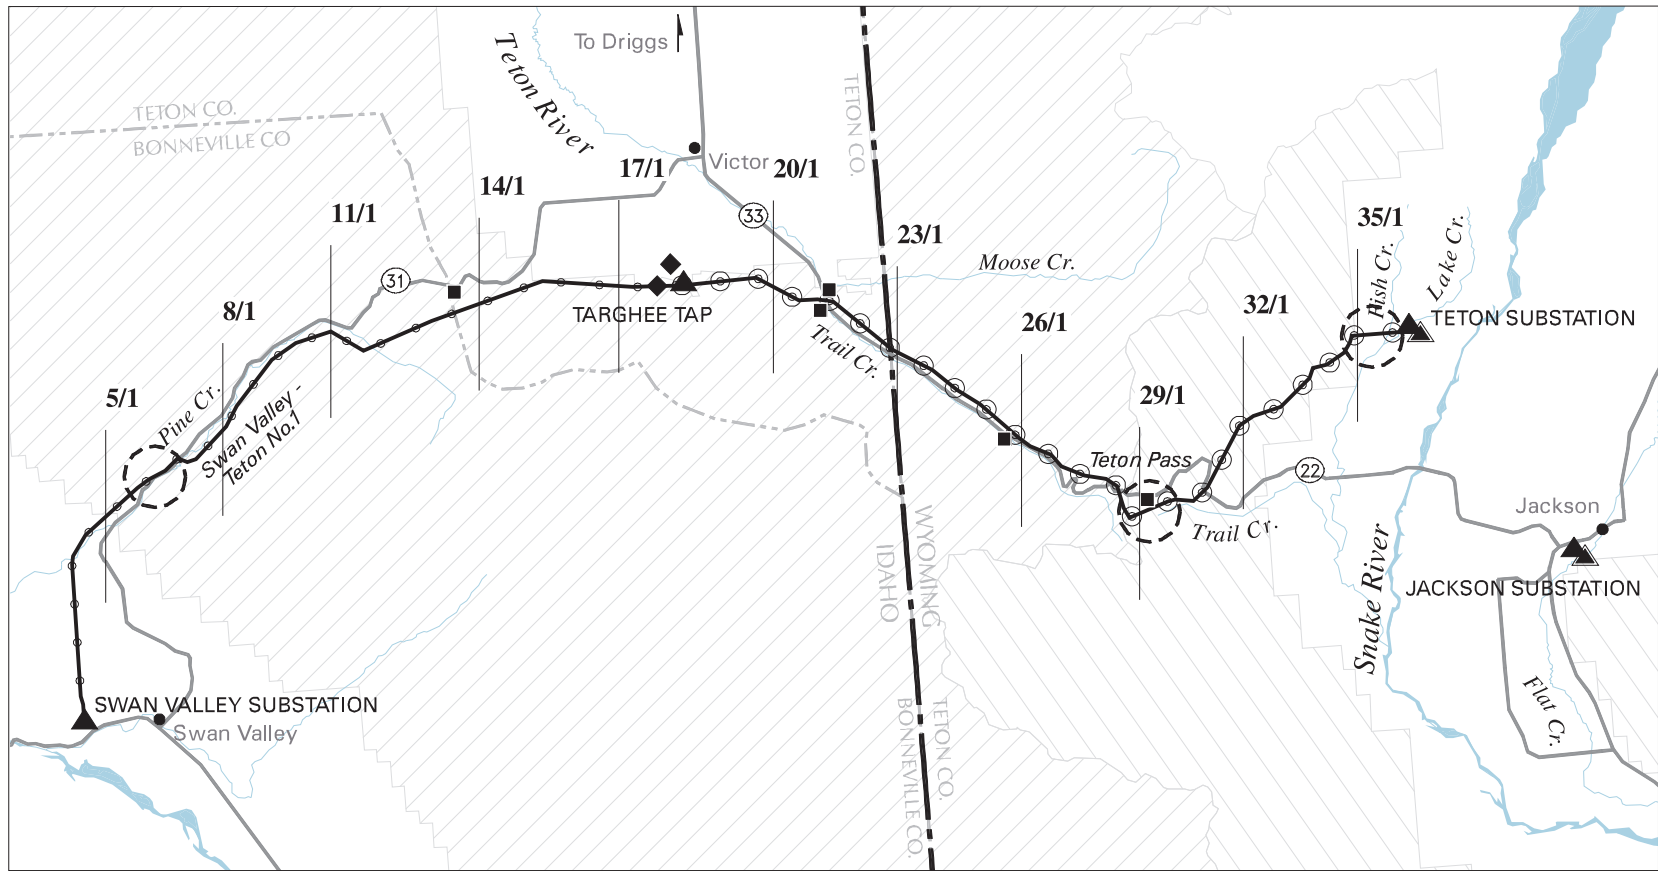 To Driggs
Teton River
TETON CO.
BONNEVILLE CO
TETON CO.
17/1
Victor
20/1
14/1
11/1
33
35/1
23/1
Lake Cr.
Fish Cr.
Moose Cr.
31
8/1
TARGHEE TAP
32/1
TETON SUBSTATION
26/1
Trail Cr.
5/1
Pine Cr.
Swan Valley -
Teton No.1
29/1
Teton Pass
22
Jackson
Trail Cr.
WYOMING
IDAHO
Snake River
JACKSON SUBSTATION
SWAN VALLEY SUBSTATION
Swan Valley
Flat Cr.
TETON CO.
BONNEVILLE CO.